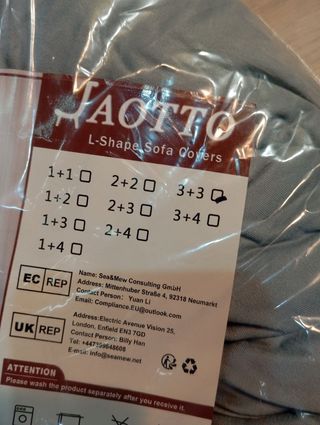 JAOTTO
L-Shape Sofa Covers
1+1 2+2 3+3
1+2 2+3 3+4
1+3 2+4
1+4
EC REP
Name: Sea&Mew Consulting GmbH
Address: Mittenhuber Straße 4, 92318 Neumarkt
Contact Person: Yuan Li
Email: Compliance.EU@outlook.com
UK REP
Address:Electric Avenue Vision 25,
London, Enfield EN3 7GD
Contact Person: Billy Han
Tel: +447539648608
E-mail: info@seamew.net
ATTENTION
Please wash the product separately after you receive it.